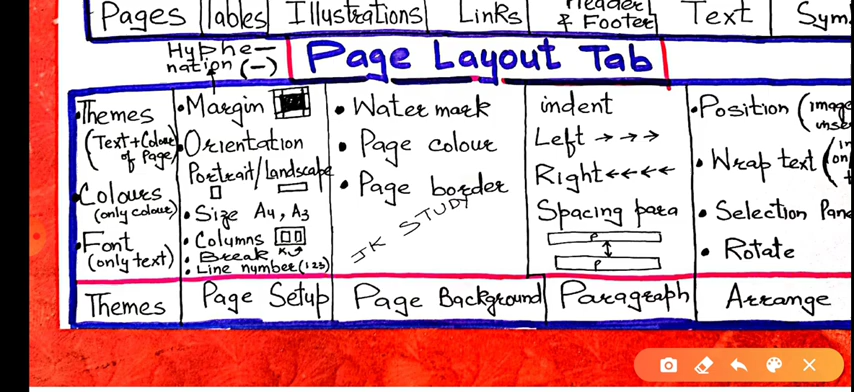 Pages
Tables
Illustrations
Links
Header
& Footer
Text
Sym
Hyphe-
nation (-)
Page Layout Tab
• Themes
(Text+Colour
of Page)
• Colours
(only colour)
• Font
(only text)
• Margin
• Orientation
Portrait/Landscape
• Size A4, A3
• Columns
• Break
• Line number (123)
• Water mark
• Page colour
• Page border
JK STUDY
indent
Left →→→
Right ←←←←
Spacing para
P
P
• Position (image
• Wrap text
• Selection Pane
• Rotate
Themes
Page Setup
Page Background
Paragraph
Arrange